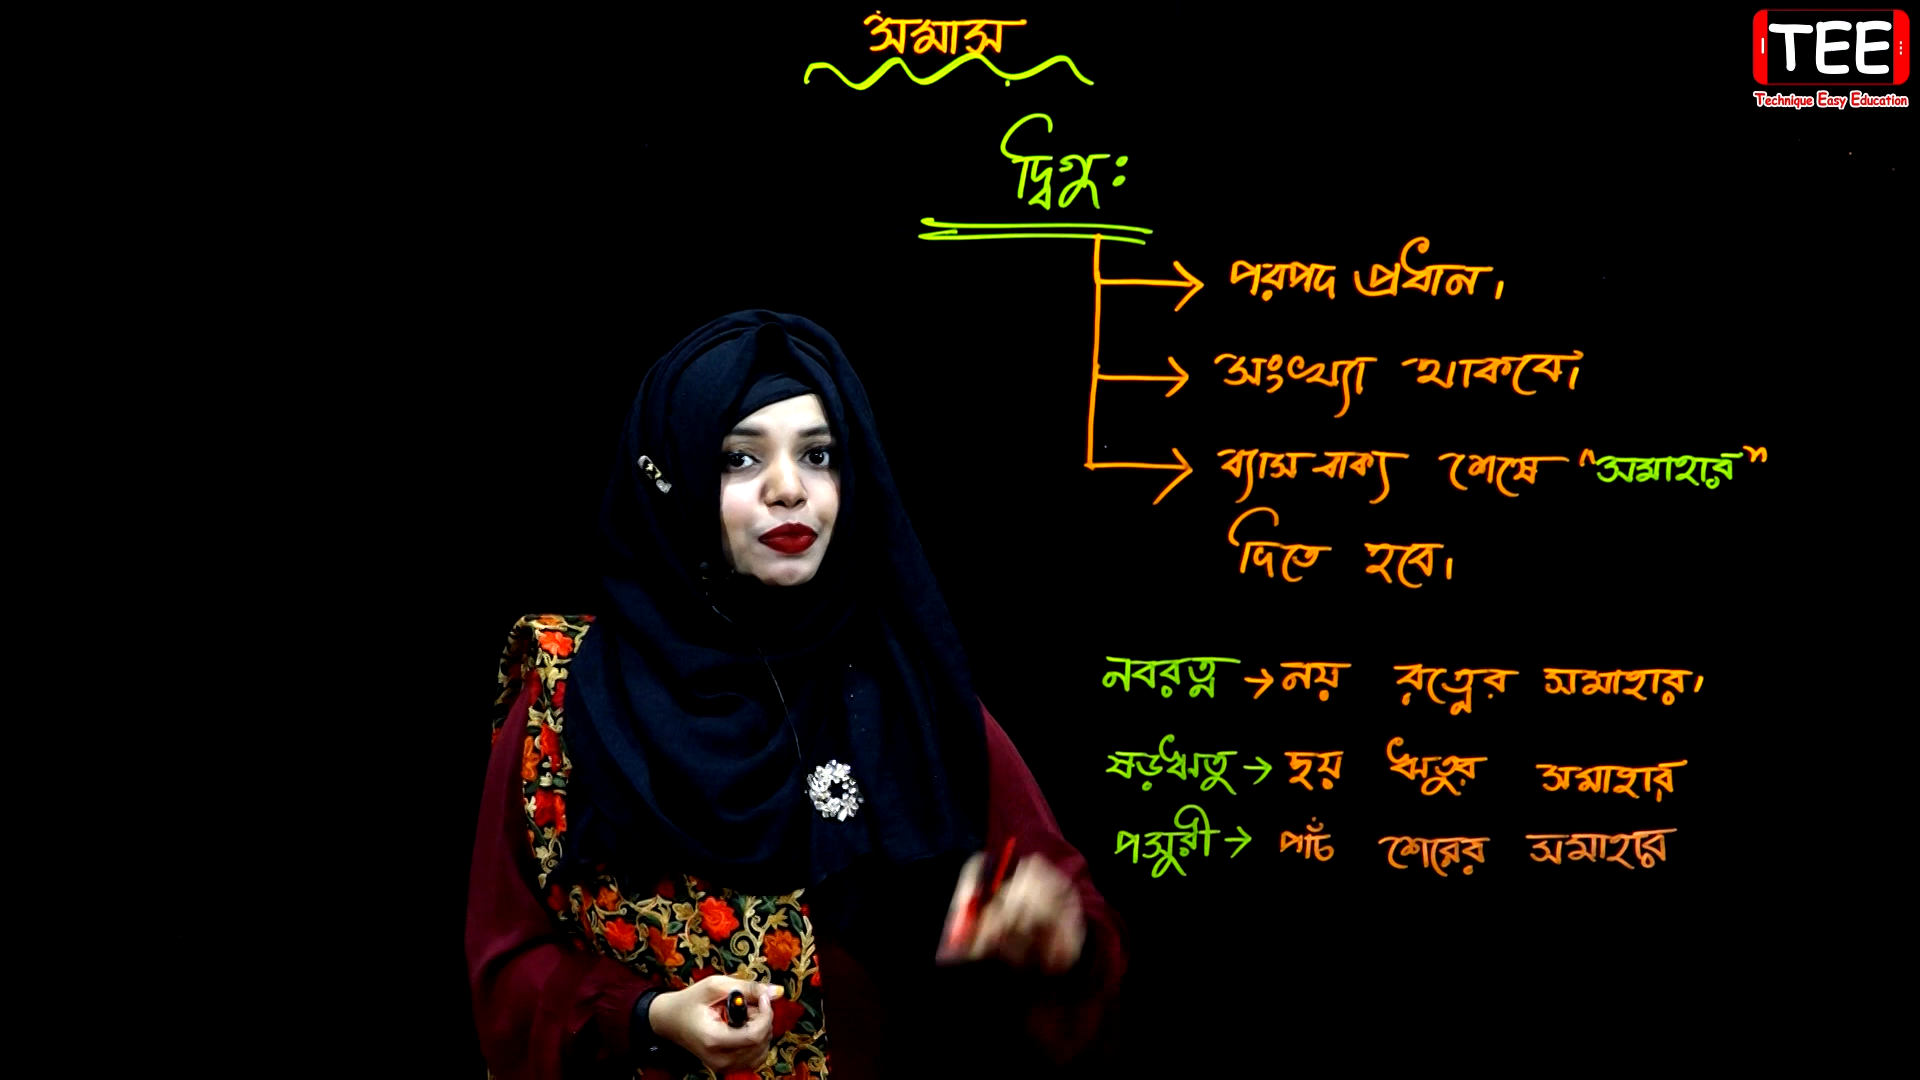 সমাস
TEE
Technique Easy Education
দ্বিগু:
পরপদ প্রধান।
সংখ্যা থাকবে।
ব্যাস বাক্য শেষে "সমাহার"
দিতে হবে।
নবরত্ন → নয় রত্নের সমাহার।
ষড়ঋতু → ছয় ঋতুর সমাহার
পসুরী → পাঁচ শেরের সমাহার